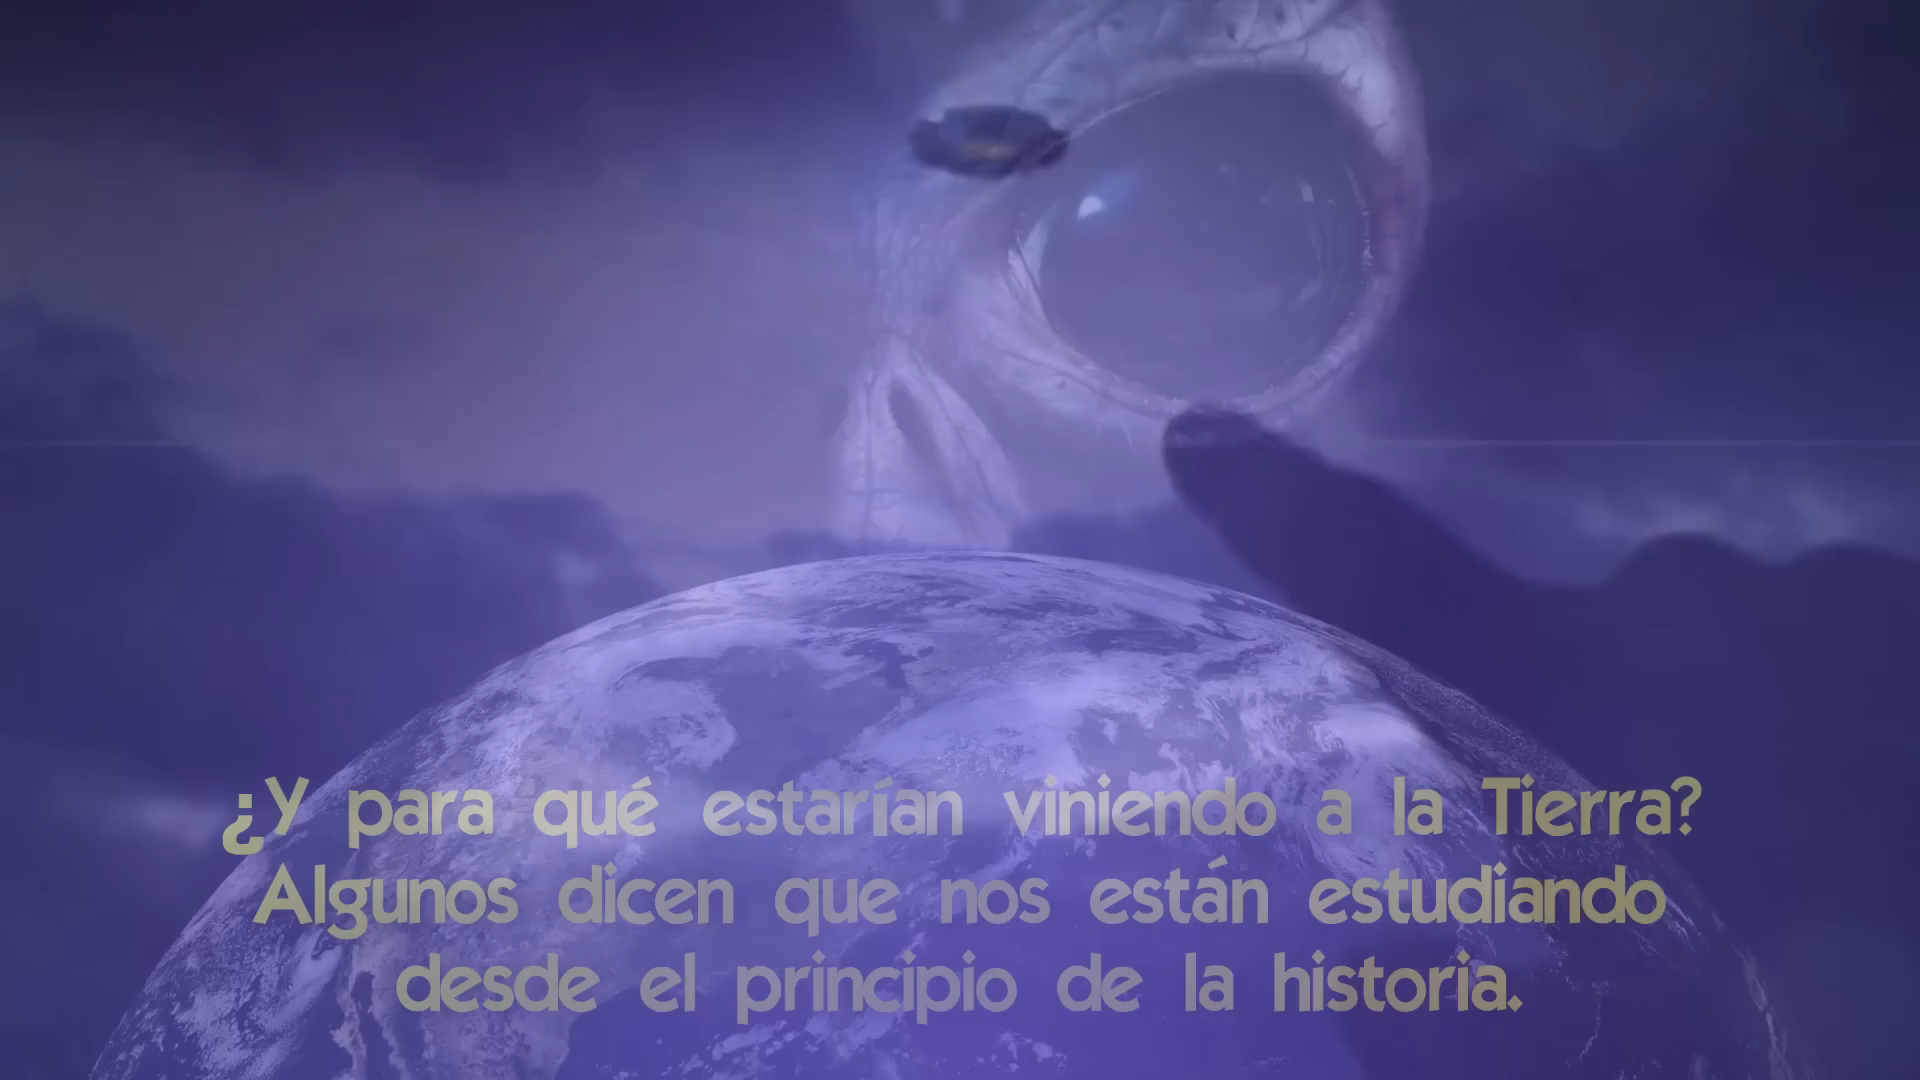 ¿Y para qué estarían viniendo a la Tierra?
Algunos dicen que nos están estudiando
desde el principio de la historia.